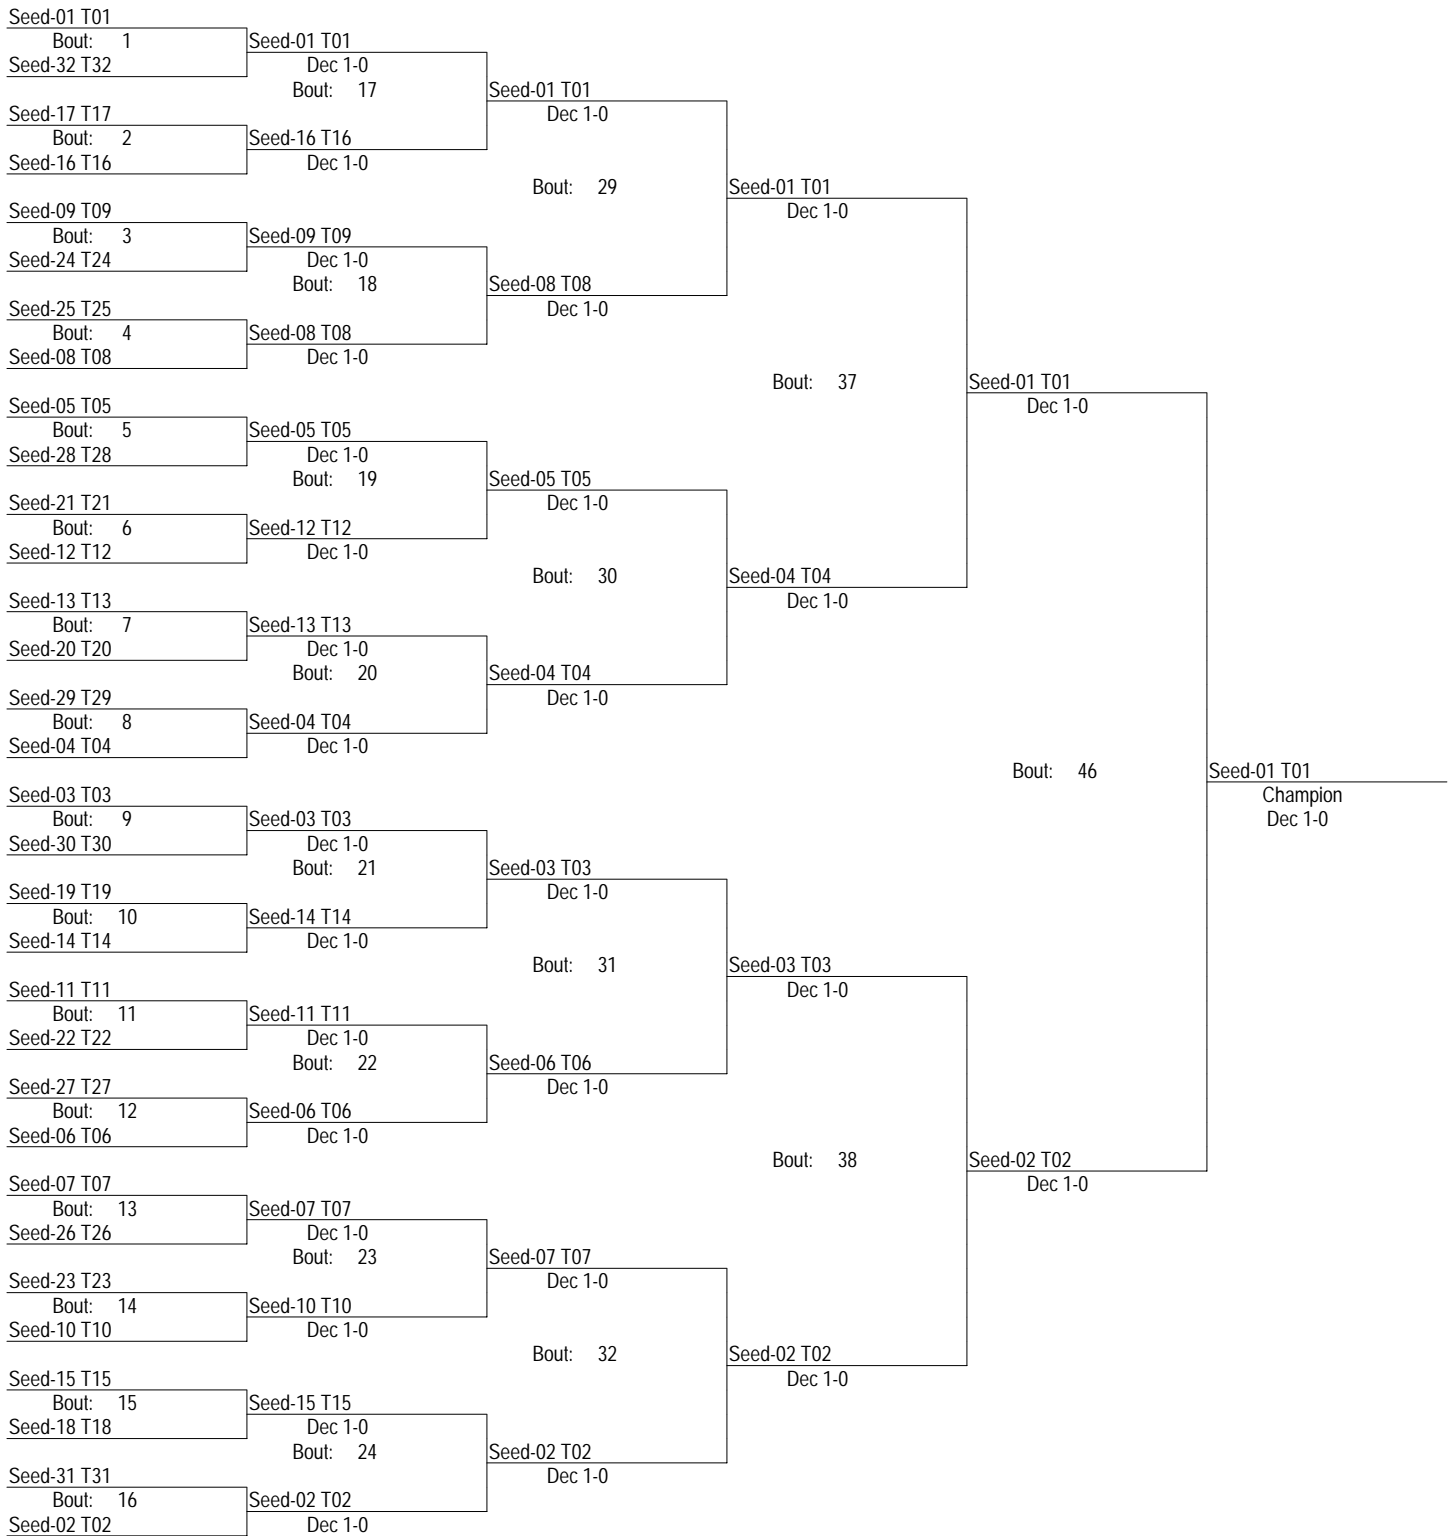 Seed-01 T01
Bout: 1
Seed-32 T32
Seed-17 T17
Bout: 2
Seed-16 T16
Seed-09 T09
Bout: 3
Seed-24 T24
Seed-25 T25
Bout: 4
Seed-08 T08
Seed-05 T05
Bout: 5
Seed-28 T28
Seed-21 T21
Bout: 6
Seed-12 T12
Seed-13 T13
Bout: 7
Seed-20 T20
Seed-29 T29
Bout: 8
Seed-04 T04
Seed-03 T03
Bout: 9
Seed-30 T30
Seed-19 T19
Bout: 10
Seed-14 T14
Seed-11 T11
Bout: 11
Seed-22 T22
Seed-27 T27
Bout: 12
Seed-06 T06
Seed-07 T07
Bout: 13
Seed-26 T26
Seed-23 T23
Bout: 14
Seed-10 T10
Seed-15 T15
Bout: 15
Seed-18 T18
Seed-31 T31
Bout: 16
Seed-02 T02
Seed-01 T01
Dec 1-0
Bout: 17
Seed-16 T16
Dec 1-0
Seed-09 T09
Dec 1-0
Bout: 18
Seed-08 T08
Dec 1-0
Seed-05 T05
Dec 1-0
Bout: 19
Seed-12 T12
Dec 1-0
Seed-13 T13
Dec 1-0
Bout: 20
Seed-04 T04
Dec 1-0
Seed-03 T03
Dec 1-0
Bout: 21
Seed-14 T14
Dec 1-0
Seed-11 T11
Dec 1-0
Bout: 22
Seed-06 T06
Dec 1-0
Seed-07 T07
Dec 1-0
Bout: 23
Seed-10 T10
Dec 1-0
Seed-15 T15
Dec 1-0
Bout: 24
Seed-02 T02
Dec 1-0
Seed-01 T01
Dec 1-0
Bout: 29
Seed-08 T08
Dec 1-0
Seed-05 T05
Dec 1-0
Bout: 30
Seed-04 T04
Dec 1-0
Seed-03 T03
Dec 1-0
Bout: 31
Seed-06 T06
Dec 1-0
Seed-07 T07
Dec 1-0
Bout: 32
Seed-02 T02
Dec 1-0
Seed-01 T01
Dec 1-0
Bout: 37
Seed-04 T04
Dec 1-0
Seed-03 T03
Dec 1-0
Bout: 38
Seed-02 T02
Dec 1-0
Seed-01 T01
Dec 1-0
Bout: 46
Seed-02 T02
Dec 1-0
Seed-01 T01
Champion
Dec 1-0